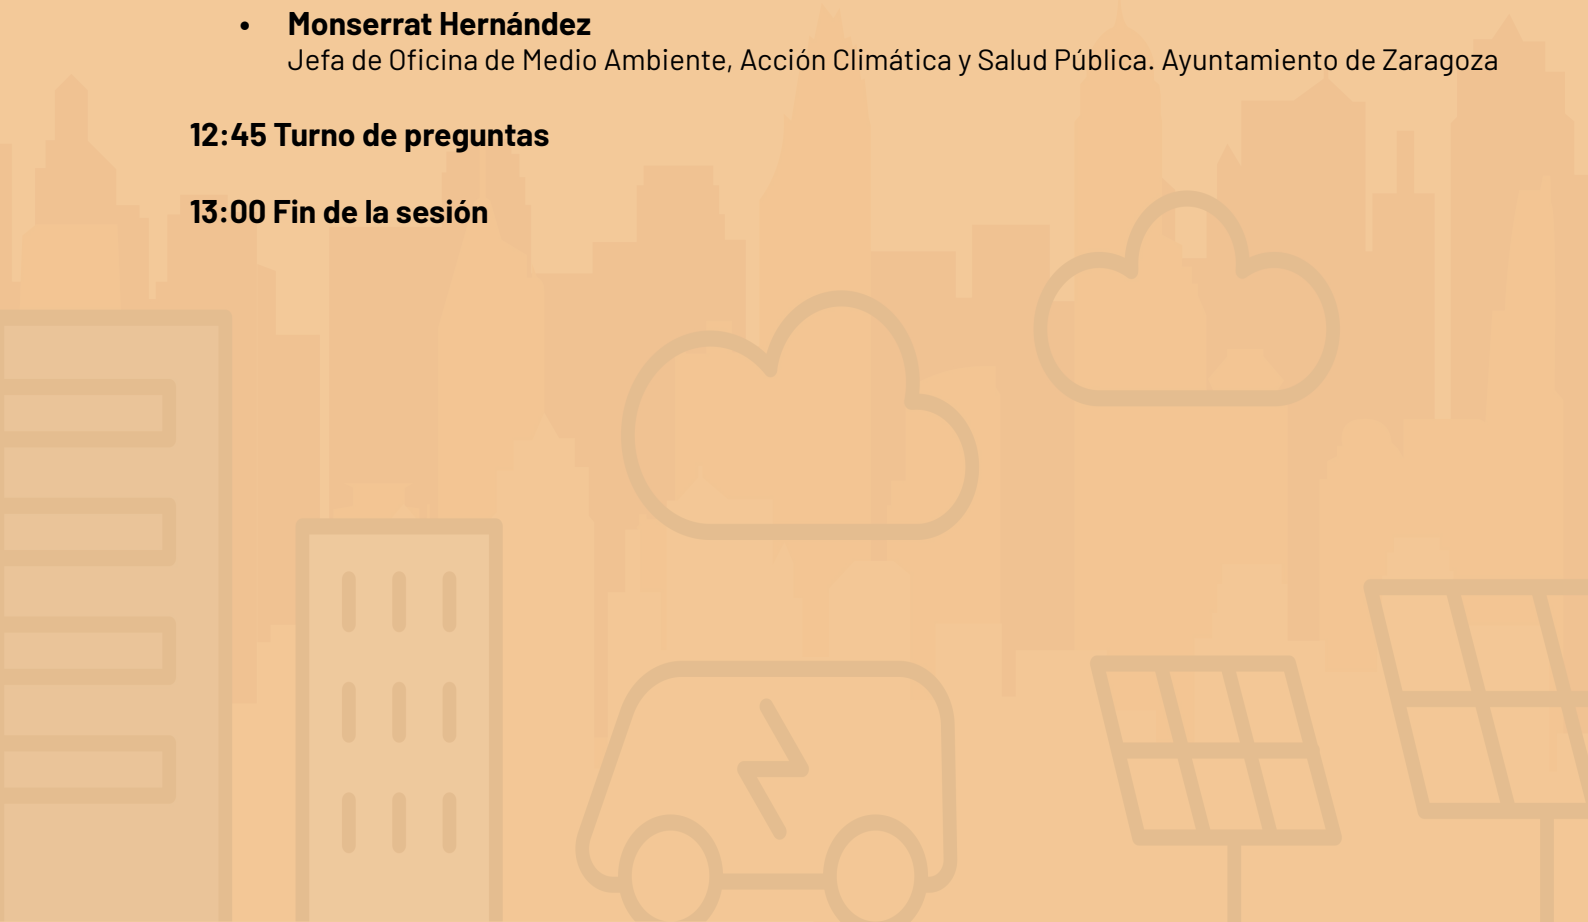 • Monserrat Hernández
Jefa de Oficina de Medio Ambiente, Acción Climática y Salud Pública. Ayuntamiento de Zaragoza
12:45 Turno de preguntas
13:00 Fin de la sesión